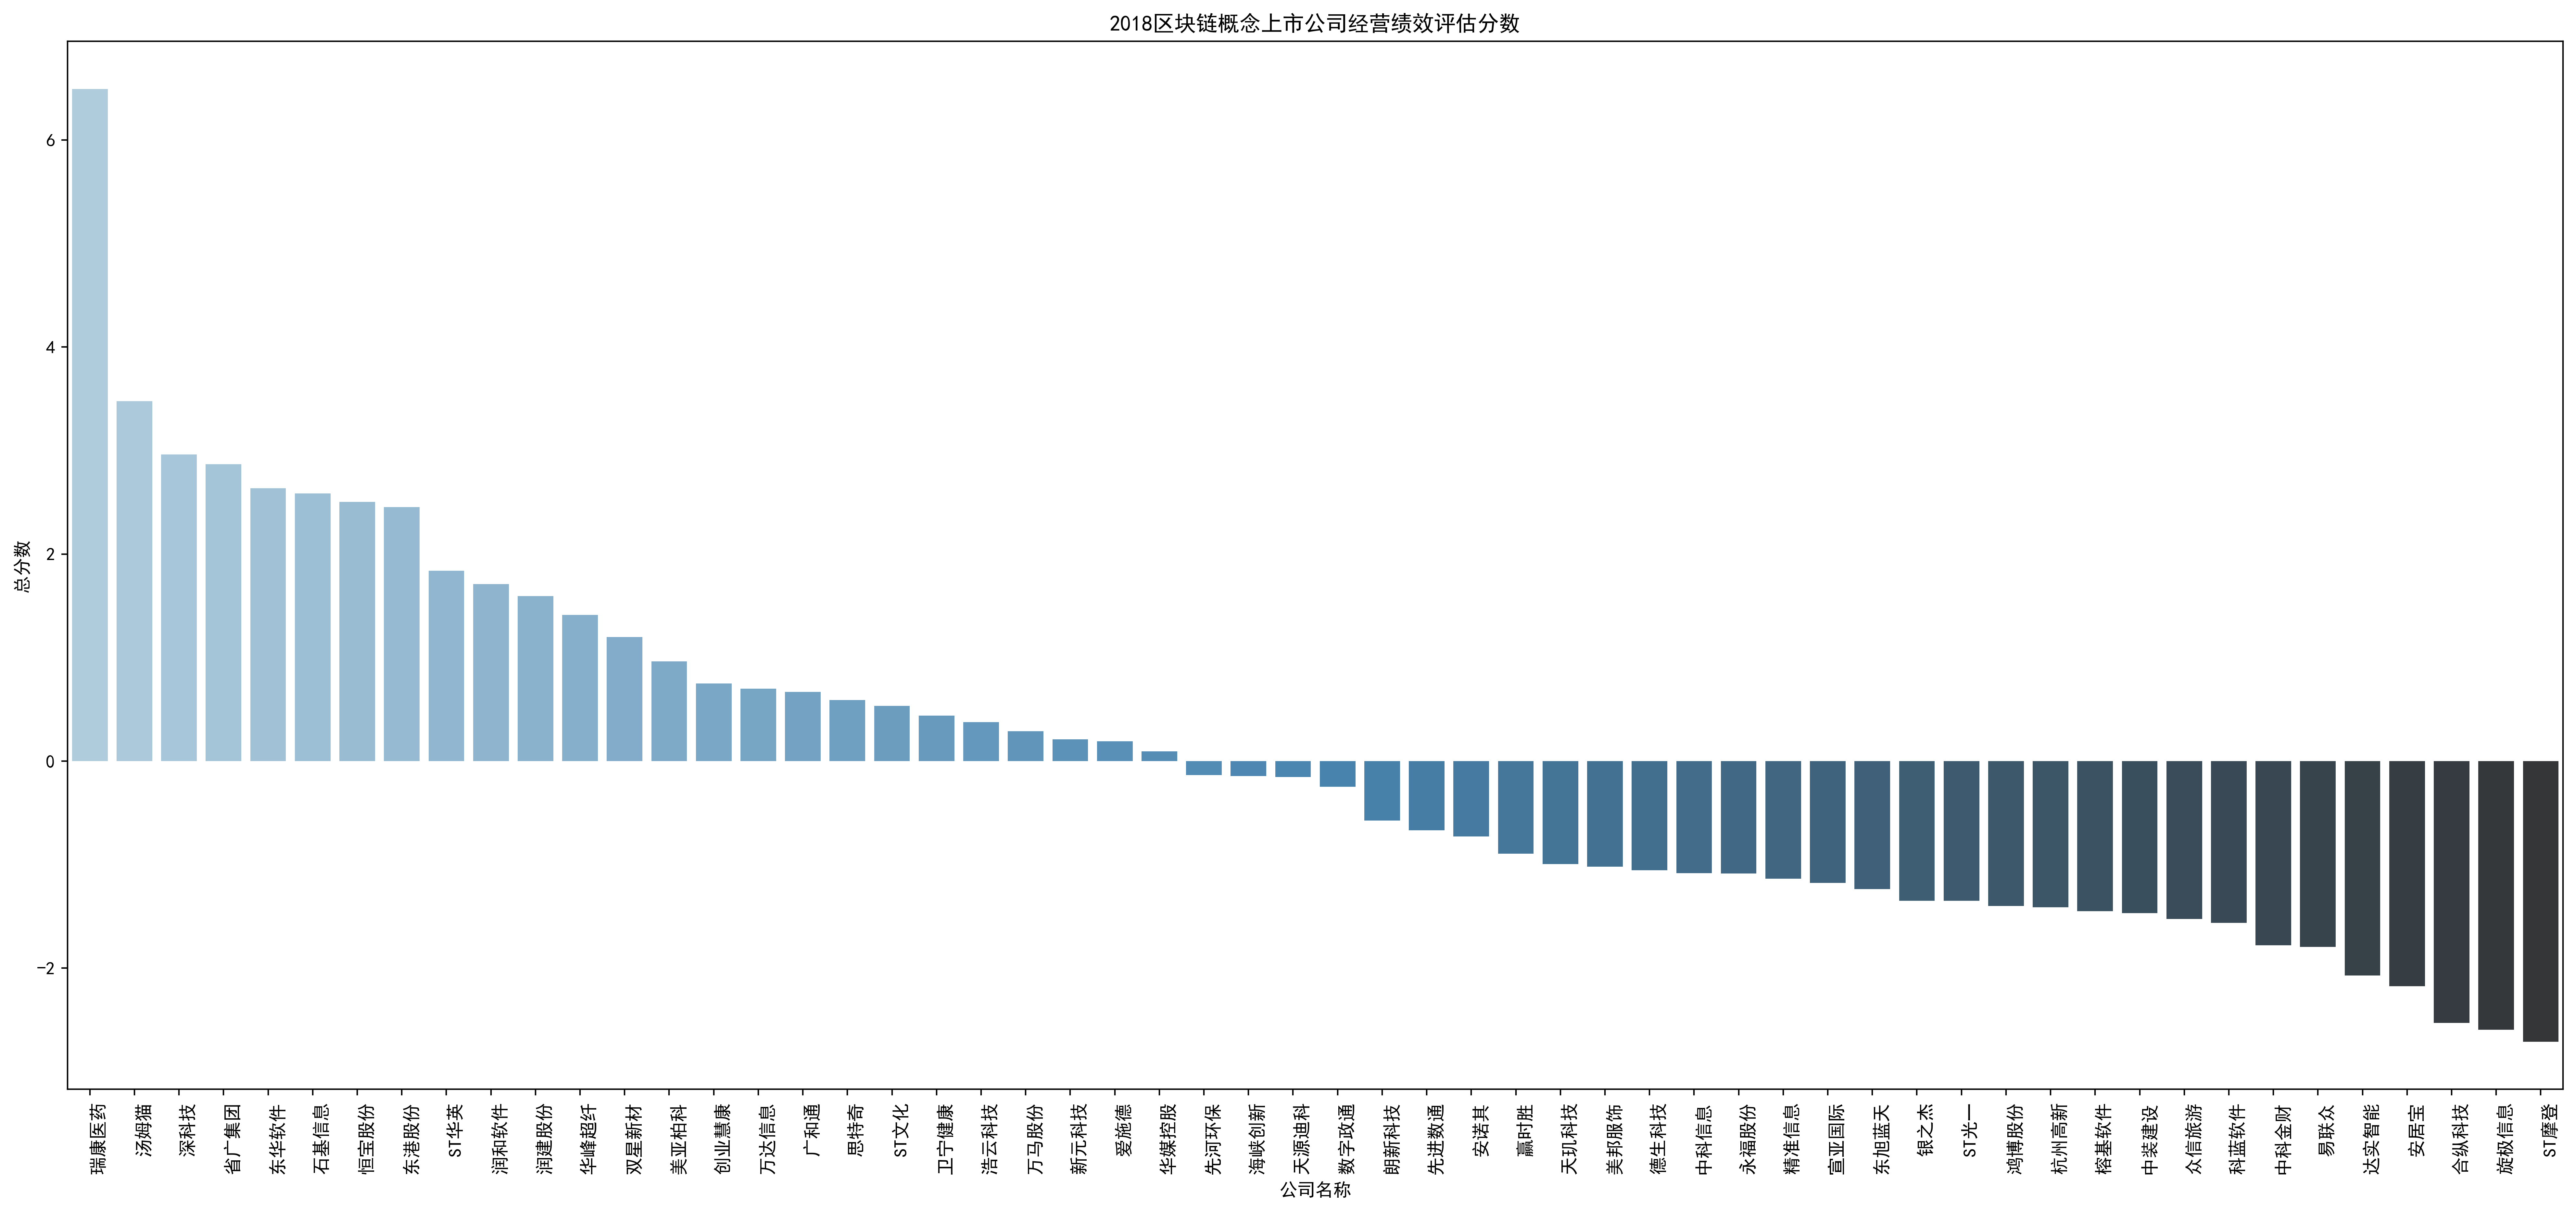 2018区块链概念上市公司经营绩效评估分数
总分数
6
4
2
0
−2
瑞康医药
汤姆猫
深科技
省广集团
东华软件
石基信息
恒宝股份
东港股份
ST华英
润和软件
润建股份
华峰超纤
双星新材
美亚柏科
创业慧康
万达信息
广和通
思特奇
ST文化
卫宁健康
浩云科技
万马股份
新元科技
爱施德
华媒控股
先河环保
海峡创新
天源迪科
数字政通
朗新科技
先进数通
安诺其
赢时胜
天玑科技
美邦服饰
德生科技
中科信息
永福股份
精准信息
宣亚国际
东旭蓝天
银之杰
ST光一
鸿博股份
杭州高新
榕基软件
中装建设
众信旅游
科蓝软件
中科金财
易联众
达实智能
安居宝
合纵科技
旋极信息
ST摩登
公司名称